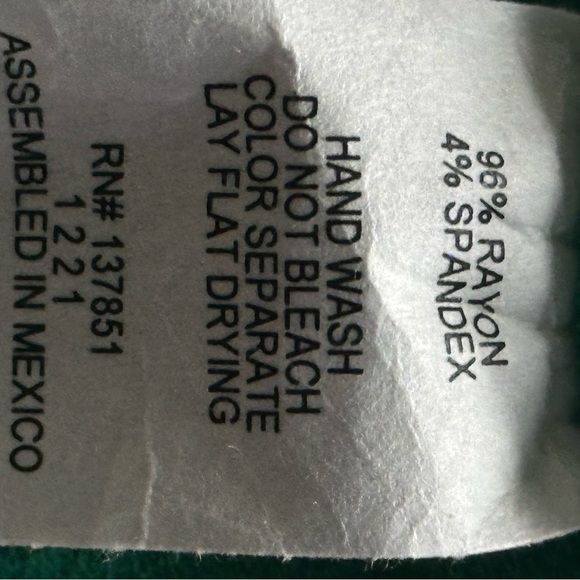 96% RAYON
4% SPANDEX
HAND WASH
DO NOT BLEACH
COLOR SEPARATE
LAY FLAT DRYING
RN# 137851
1 2 2 1
ASSEMBLED IN MEXICO